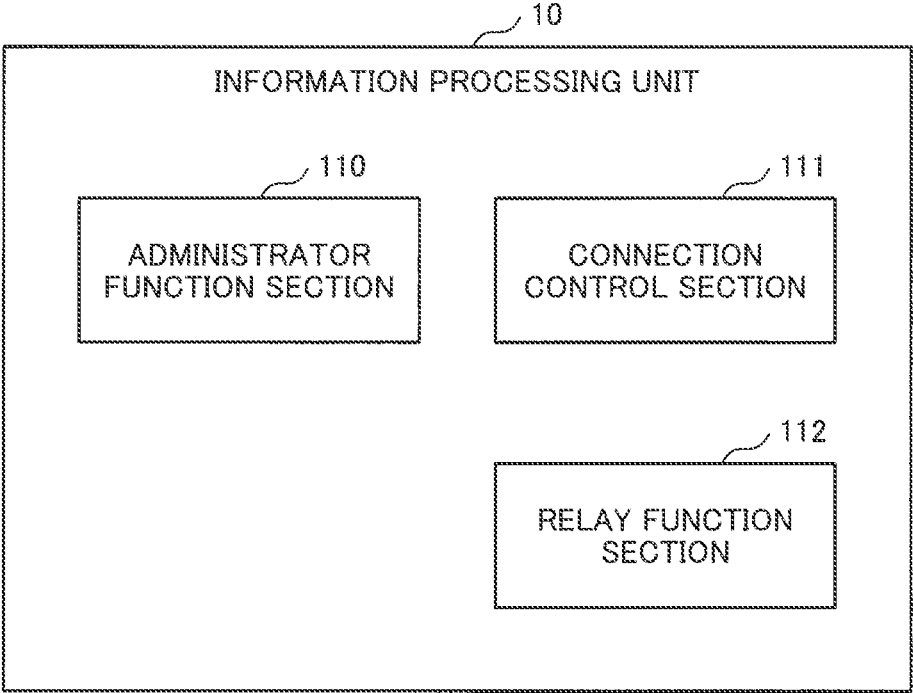 10
INFORMATION PROCESSING UNIT
110
ADMINISTRATOR
FUNCTION SECTION
111
CONNECTION
CONTROL SECTION
112
RELAY FUNCTION
SECTION